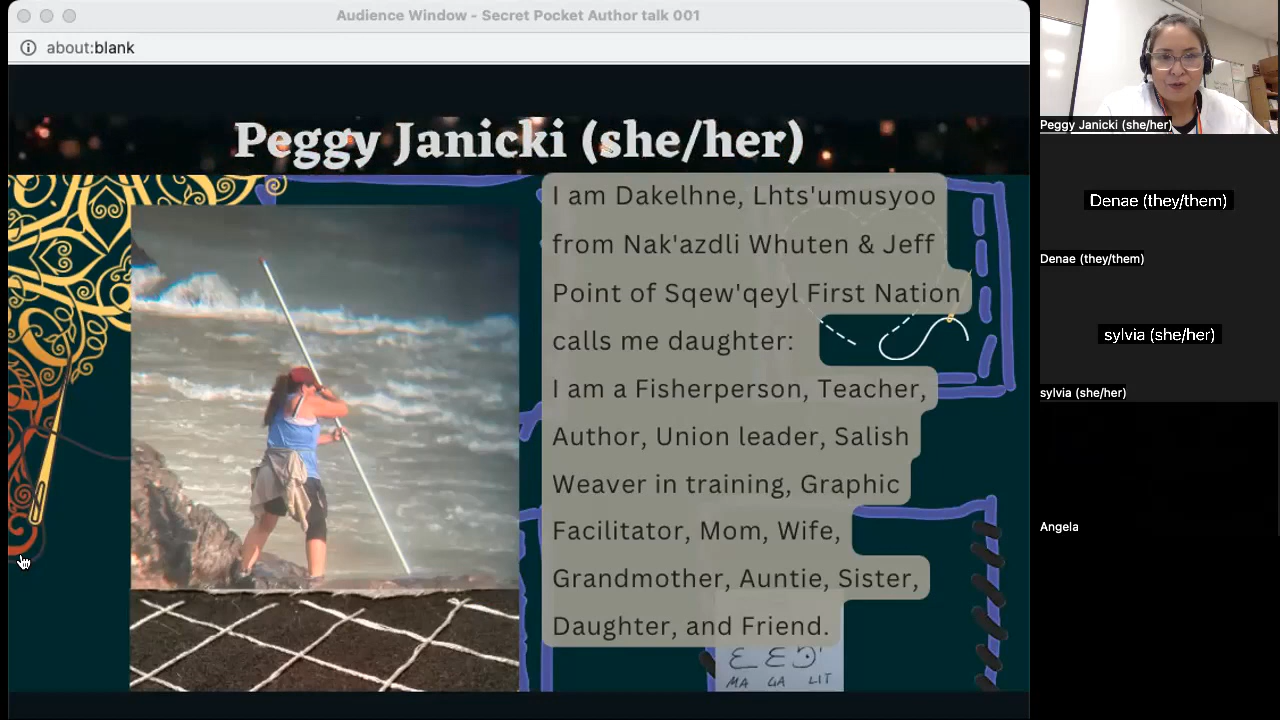 Audience Window - Secret Pocket Author talk 001
about:blank
Peggy Janicki (she/her)
I am Dakelhne, Lhts'umusyoo
from Nak'azdli Whuten & Jeff
Point of Sqew'qeyl First Nation
calls me daughter:
I am a Fisherperson, Teacher,
Author, Union leader, Salish
Weaver in training, Graphic
Facilitator, Mom, Wife,
Grandmother, Auntie, Sister,
Daughter, and Friend.
MA GA LIT
Peggy Janicki (she/her)
Denae (they/them)
Denae (they/them)
sylvia (she/her)
sylvia (she/her)
Angela